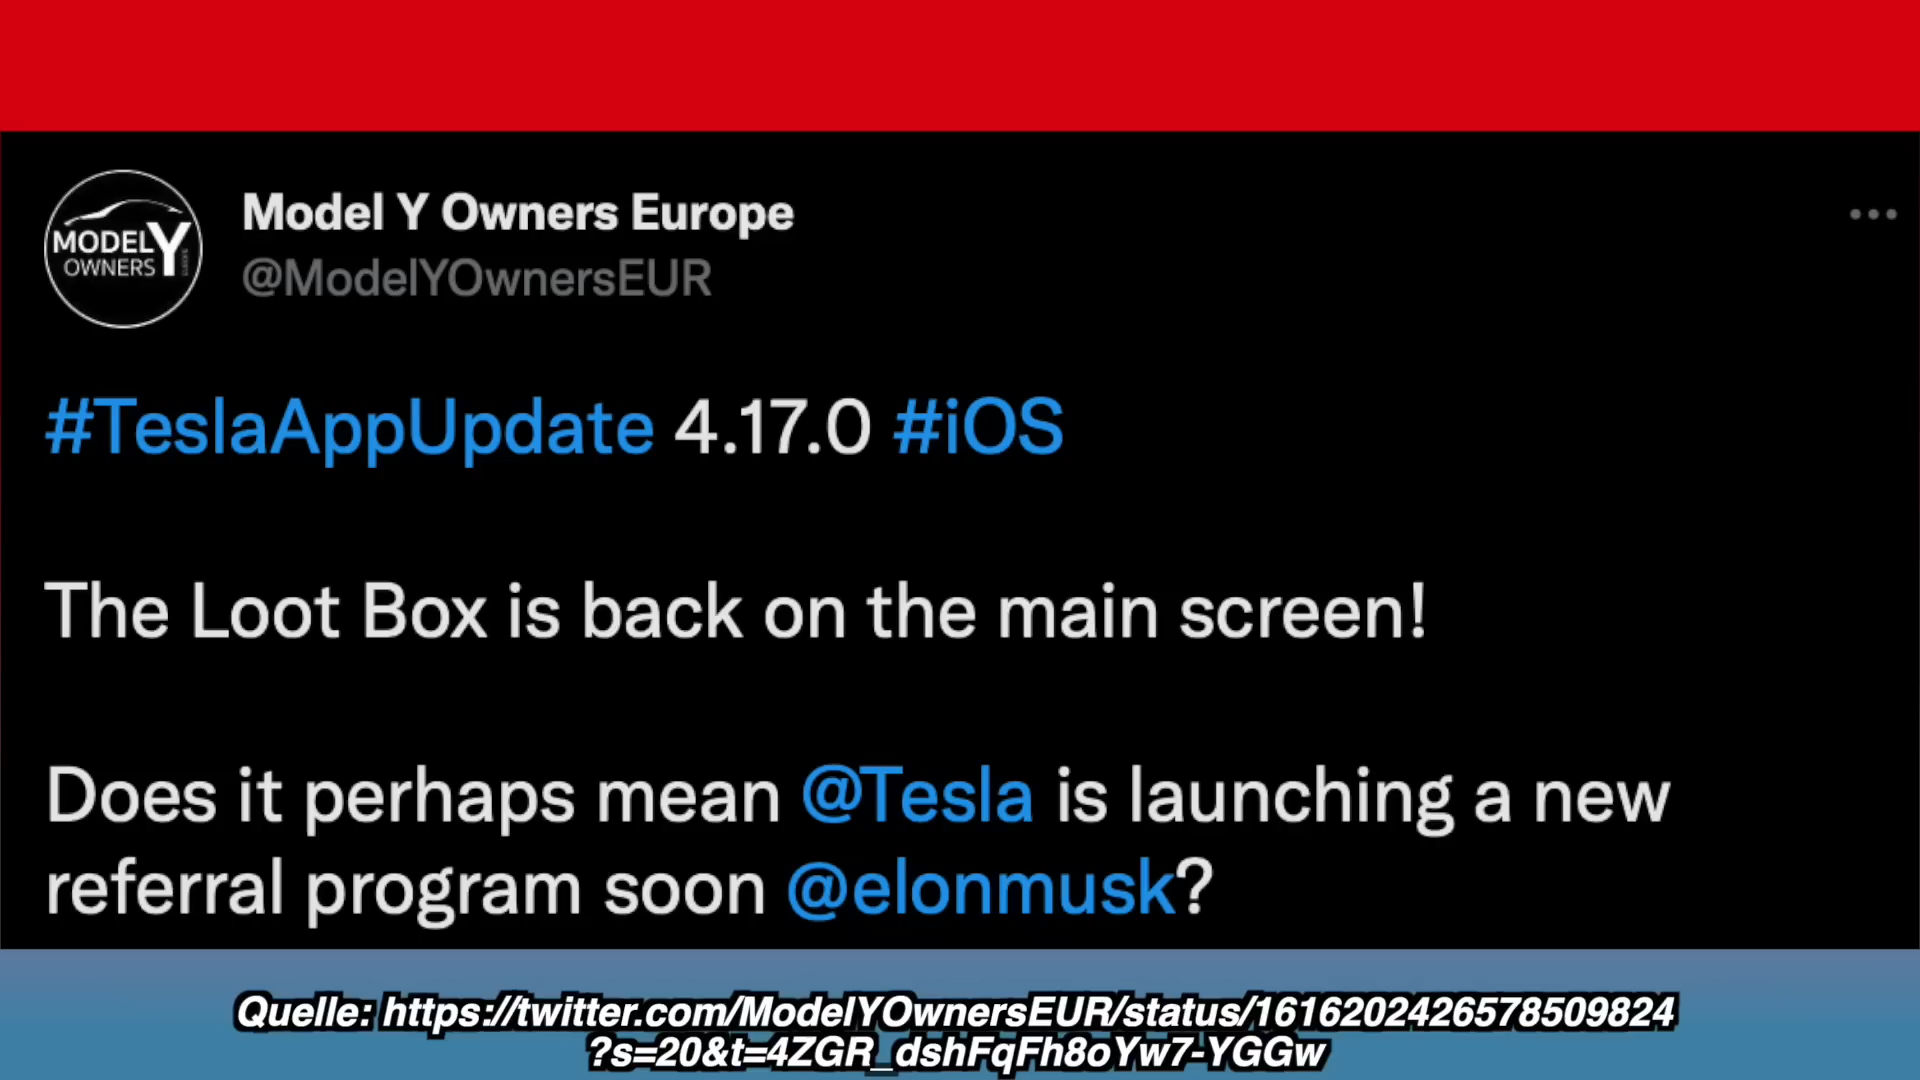 MODEL Y
OWNERS
Model Y Owners Europe
@ModelYOwnersEUR
#TeslaAppUpdate 4.17.0 #iOS
The Loot Box is back on the main screen!
Does it perhaps mean @Tesla is launching a new
referral program soon @elonmusk?
Quelle: https://twitter.com/ModelYOwnersEUR/status/1616202426578509824
?s=20&t=4ZGR_dshFqFh8oYw7-YGGw